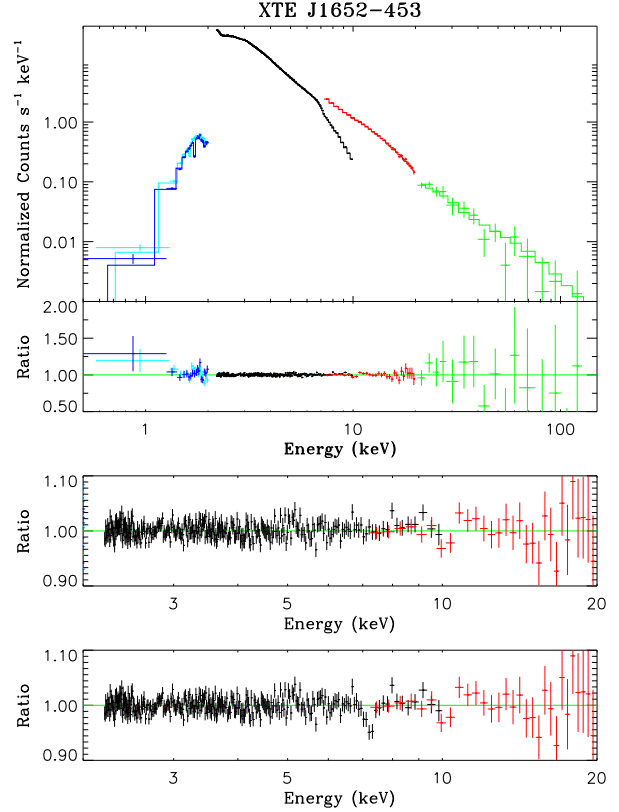 XTE J1652−453
Normalized Counts s⁻¹ keV⁻¹
1.00
0.10
0.01
Ratio
2.00
1.50
1.00
0.50
1 10 100
Energy (keV)
Ratio
1.10
1.00
0.90
3 5 10 20
Energy (keV)
Ratio
1.10
1.00
0.90
3 5 10 20
Energy (keV)